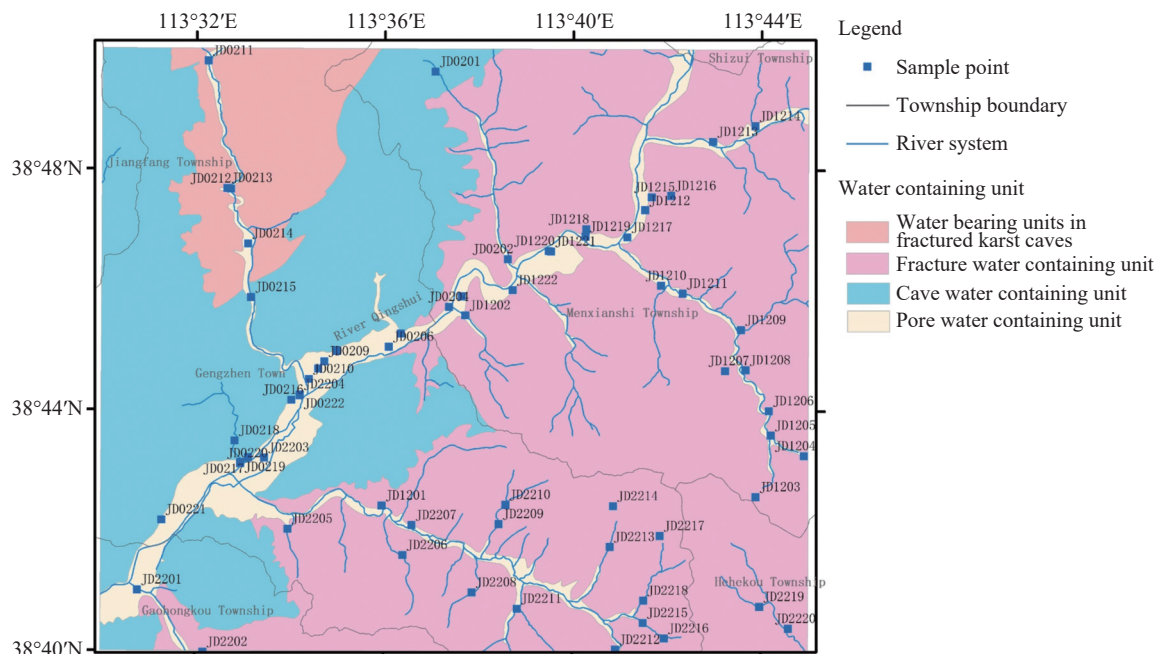 113°32′E
113°36′E
113°40′E
113°44′E
38°48′N
38°44′N
38°40′N
JD0211
JD0201
Shizui Township
JD1214
JD1213
Jiangfang Township
JD0212
JD0213
JD1215
JD1216
JD1212
JD0214
JD1218
JD1219
JD1217
JD0202
JD1220
JD1221
JD0215
JD1222
JD1210
JD1211
JD0204
JD1202
Menxianshi Township
River Qingshui
JD0206
JD1209
JD0209
JD0210
Gengzhen Town
JD2204
JD0216
JD0222
JD1207
JD1208
JD1206
JD1205
JD1204
JD0218
JD0220
JD2203
JD0217
JD0219
JD1203
JD0221
JD2205
JD1201
JD2207
JD2210
JD2209
JD2214
JD2206
JD2213
JD2217
JD2201
JD2208
JD2218
Hehekou Township
JD2219
Gaohongkou Township
JD2211
JD2215
JD2216
JD2220
JD2202
JD2212
Legend
Sample point
Township boundary
River system
Water containing unit
Water bearing units in
fractured karst caves
Fracture water containing unit
Cave water containing unit
Pore water containing unit